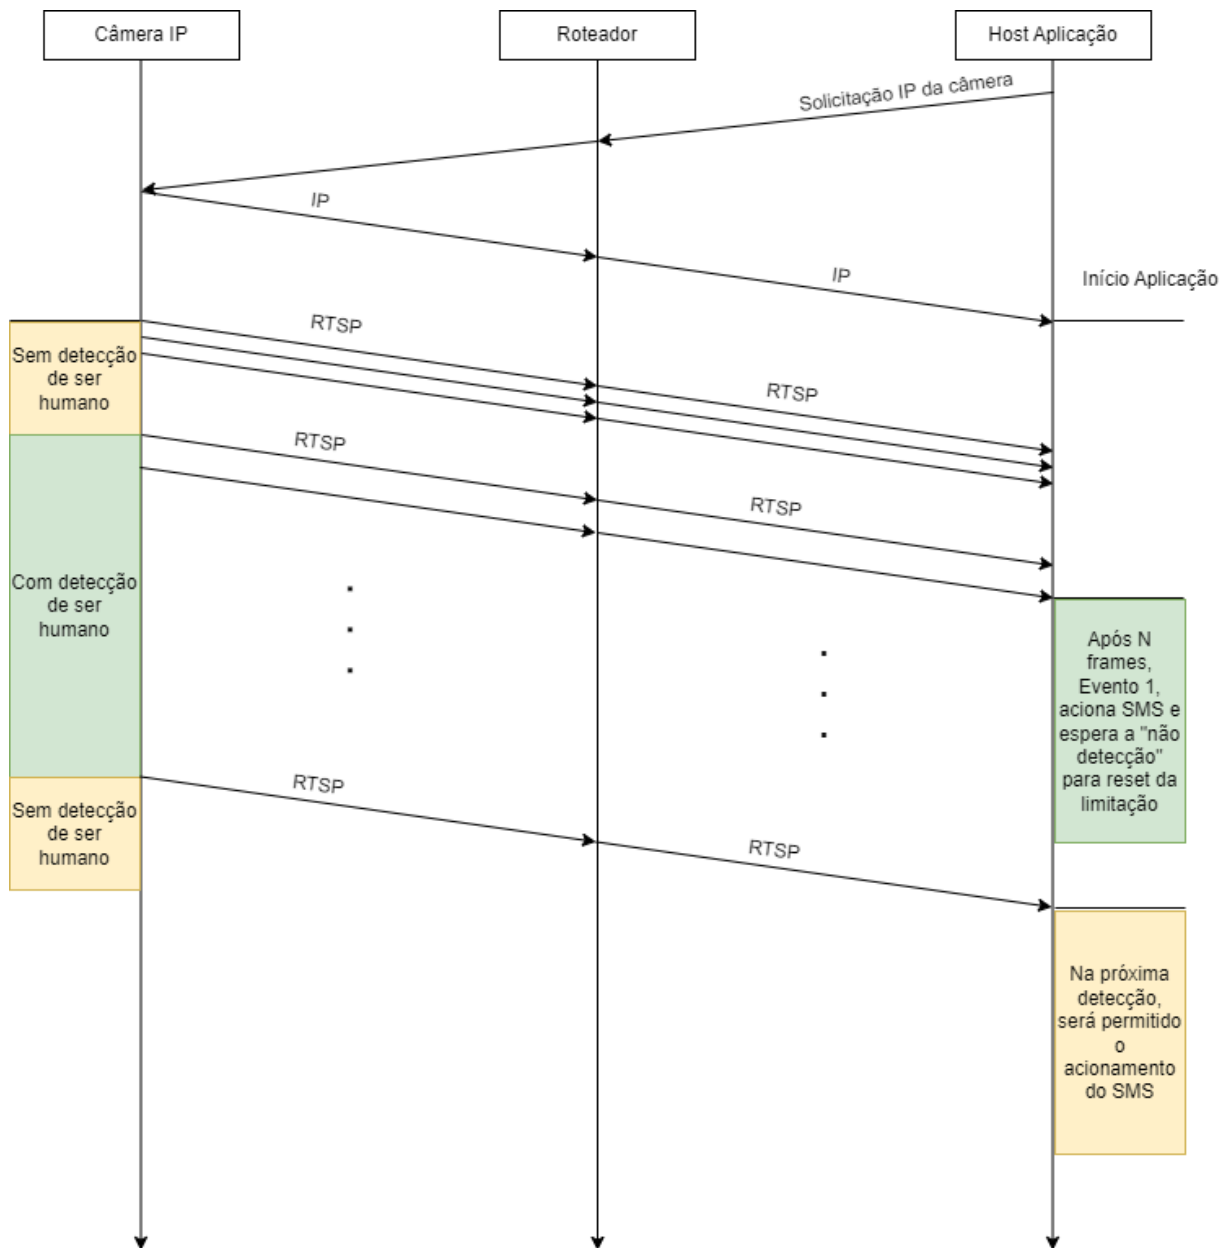 Câmera IP
Roteador
Host Aplicação
Solicitação IP da câmera
IP
IP
Início Aplicação
RTSP
Sem detecção
de ser
humano
RTSP
RTSP
RTSP
Com detecção
de ser
humano
Após N
frames,
Evento 1,
aciona SMS e
espera a "não
detecção"
para reset da
limitação
RTSP
Sem detecção
de ser
humano
RTSP
Na próxima
detecção,
será permitido
o
acionamento
do SMS